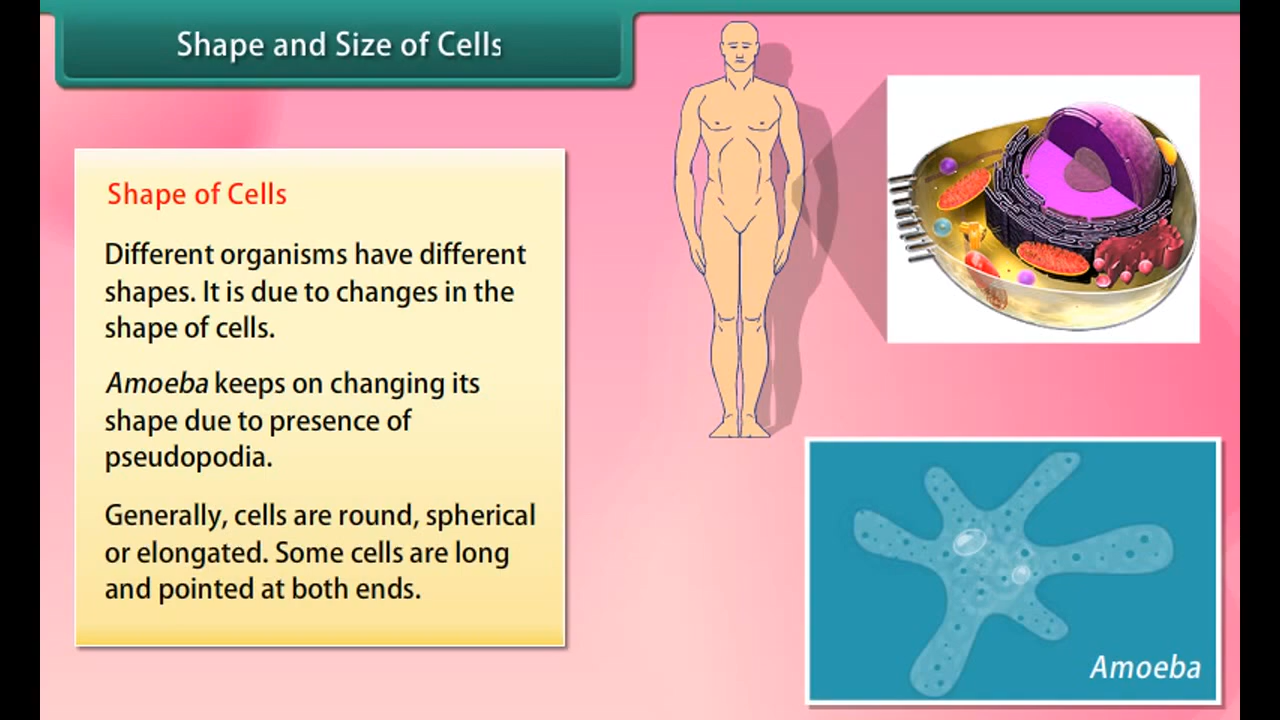 Shape and Size of Cells
Shape of Cells
Different organisms have different
shapes. It is due to changes in the
shape of cells.
Amoeba keeps on changing its
shape due to presence of
pseudopodia.
Generally, cells are round, spherical
or elongated. Some cells are long
and pointed at both ends.
Amoeba